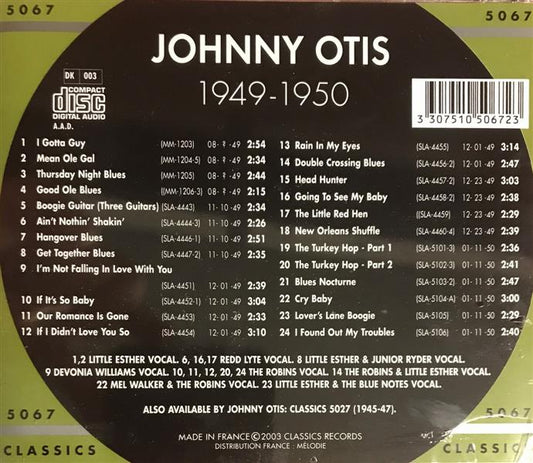 5067
5067
JOHNNY OTIS
1949-1950
DK 003
COMPACT
disc
DIGITAL AUDIO
A.A.D.
3 307510 506723
1 I Gotta Guy (MM-1203) 08-?-49 2:54
2 Mean Ole Gal (MM-1204-5) 08-?-49 2:34
3 Thursday Night Blues (MM-1205) 08-?-49 2:44
4 Good Ole Blues ((MM-1206-3) 08-?-49 2:15
5 Boogie Guitar (Three Guitars) (SLA-4443) 11-10-49 2:34
6 Ain't Nothin' Shakin' (SLA-4444-3) 11-10-49 2:26
7 Hangover Blues (SLA-4446-1) 11-10-49 2:51
8 Get Together Blues (SLA-4447-2) 11-10-49 2:35
9 I'm Not Falling In Love With You
(SLA-4451) 12-01-49 2:39
10 If It's So Baby (SLA-4452-1) 12-01-49 3:04
11 Our Romance Is Gone (SLA-4453) 12-01-49 2:33
12 If I Didn't Love You So (SLA-4454) 12-01-49 3:10
13 Rain In My Eyes (SLA-4455) 12-01-49 3:14
14 Double Crossing Blues (SLA-4456-2) 12-01-49 2:47
15 Head Hunter (SLA-4457-2) 12-23-49 3:03
16 Going To See My Baby (SLA-4458-2) 12-23-49 2:38
17 The Little Red Hen ((SLA-4459) 12-23-49 2:29
18 New Orleans Shuffle (SLA-4460-4) 12-23-49 2:39
19 The Turkey Hop - Part 1 (SLA-5101-3) 01-11-50 2:36
20 The Turkey Hop - Part 2 (SLA-5102-3) 01-11-50 2:41
21 Blues Nocturne (SLA-5103-2) 01-11-50 2:47
22 Cry Baby (SLA-5104-A) 01-11-50 3:00
23 Lover's Lane Boogie (SLA-5105) 01-11-50 2:29
24 I Found Out My Troubles (SLA-5106) 01-11-50 2:40
1,2 LITTLE ESTHER VOCAL. 6, 16,17 REDD LYTE VOCAL. 8 LITTLE ESTHER & JUNIOR RYDER VOCAL.
9 DEVONIA WILLIAMS VOCAL. 10, 11, 12, 20, 24 THE ROBINS VOCAL. 14 THE ROBINS & LITTLE ESTHER VOCAL.
22 MEL WALKER & THE ROBINS VOCAL. 23 LITTLE ESTHER & THE BLUE NOTES VOCAL.
ALSO AVAILABLE BY JOHNNY OTIS: CLASSICS 5027 (1945-47).
5067
CLASSICS
MADE IN FRANCE ©2003 CLASSICS RECORDS
DISTRIBUTION FRANCE : MÉLODIE
5067
CLASSICS